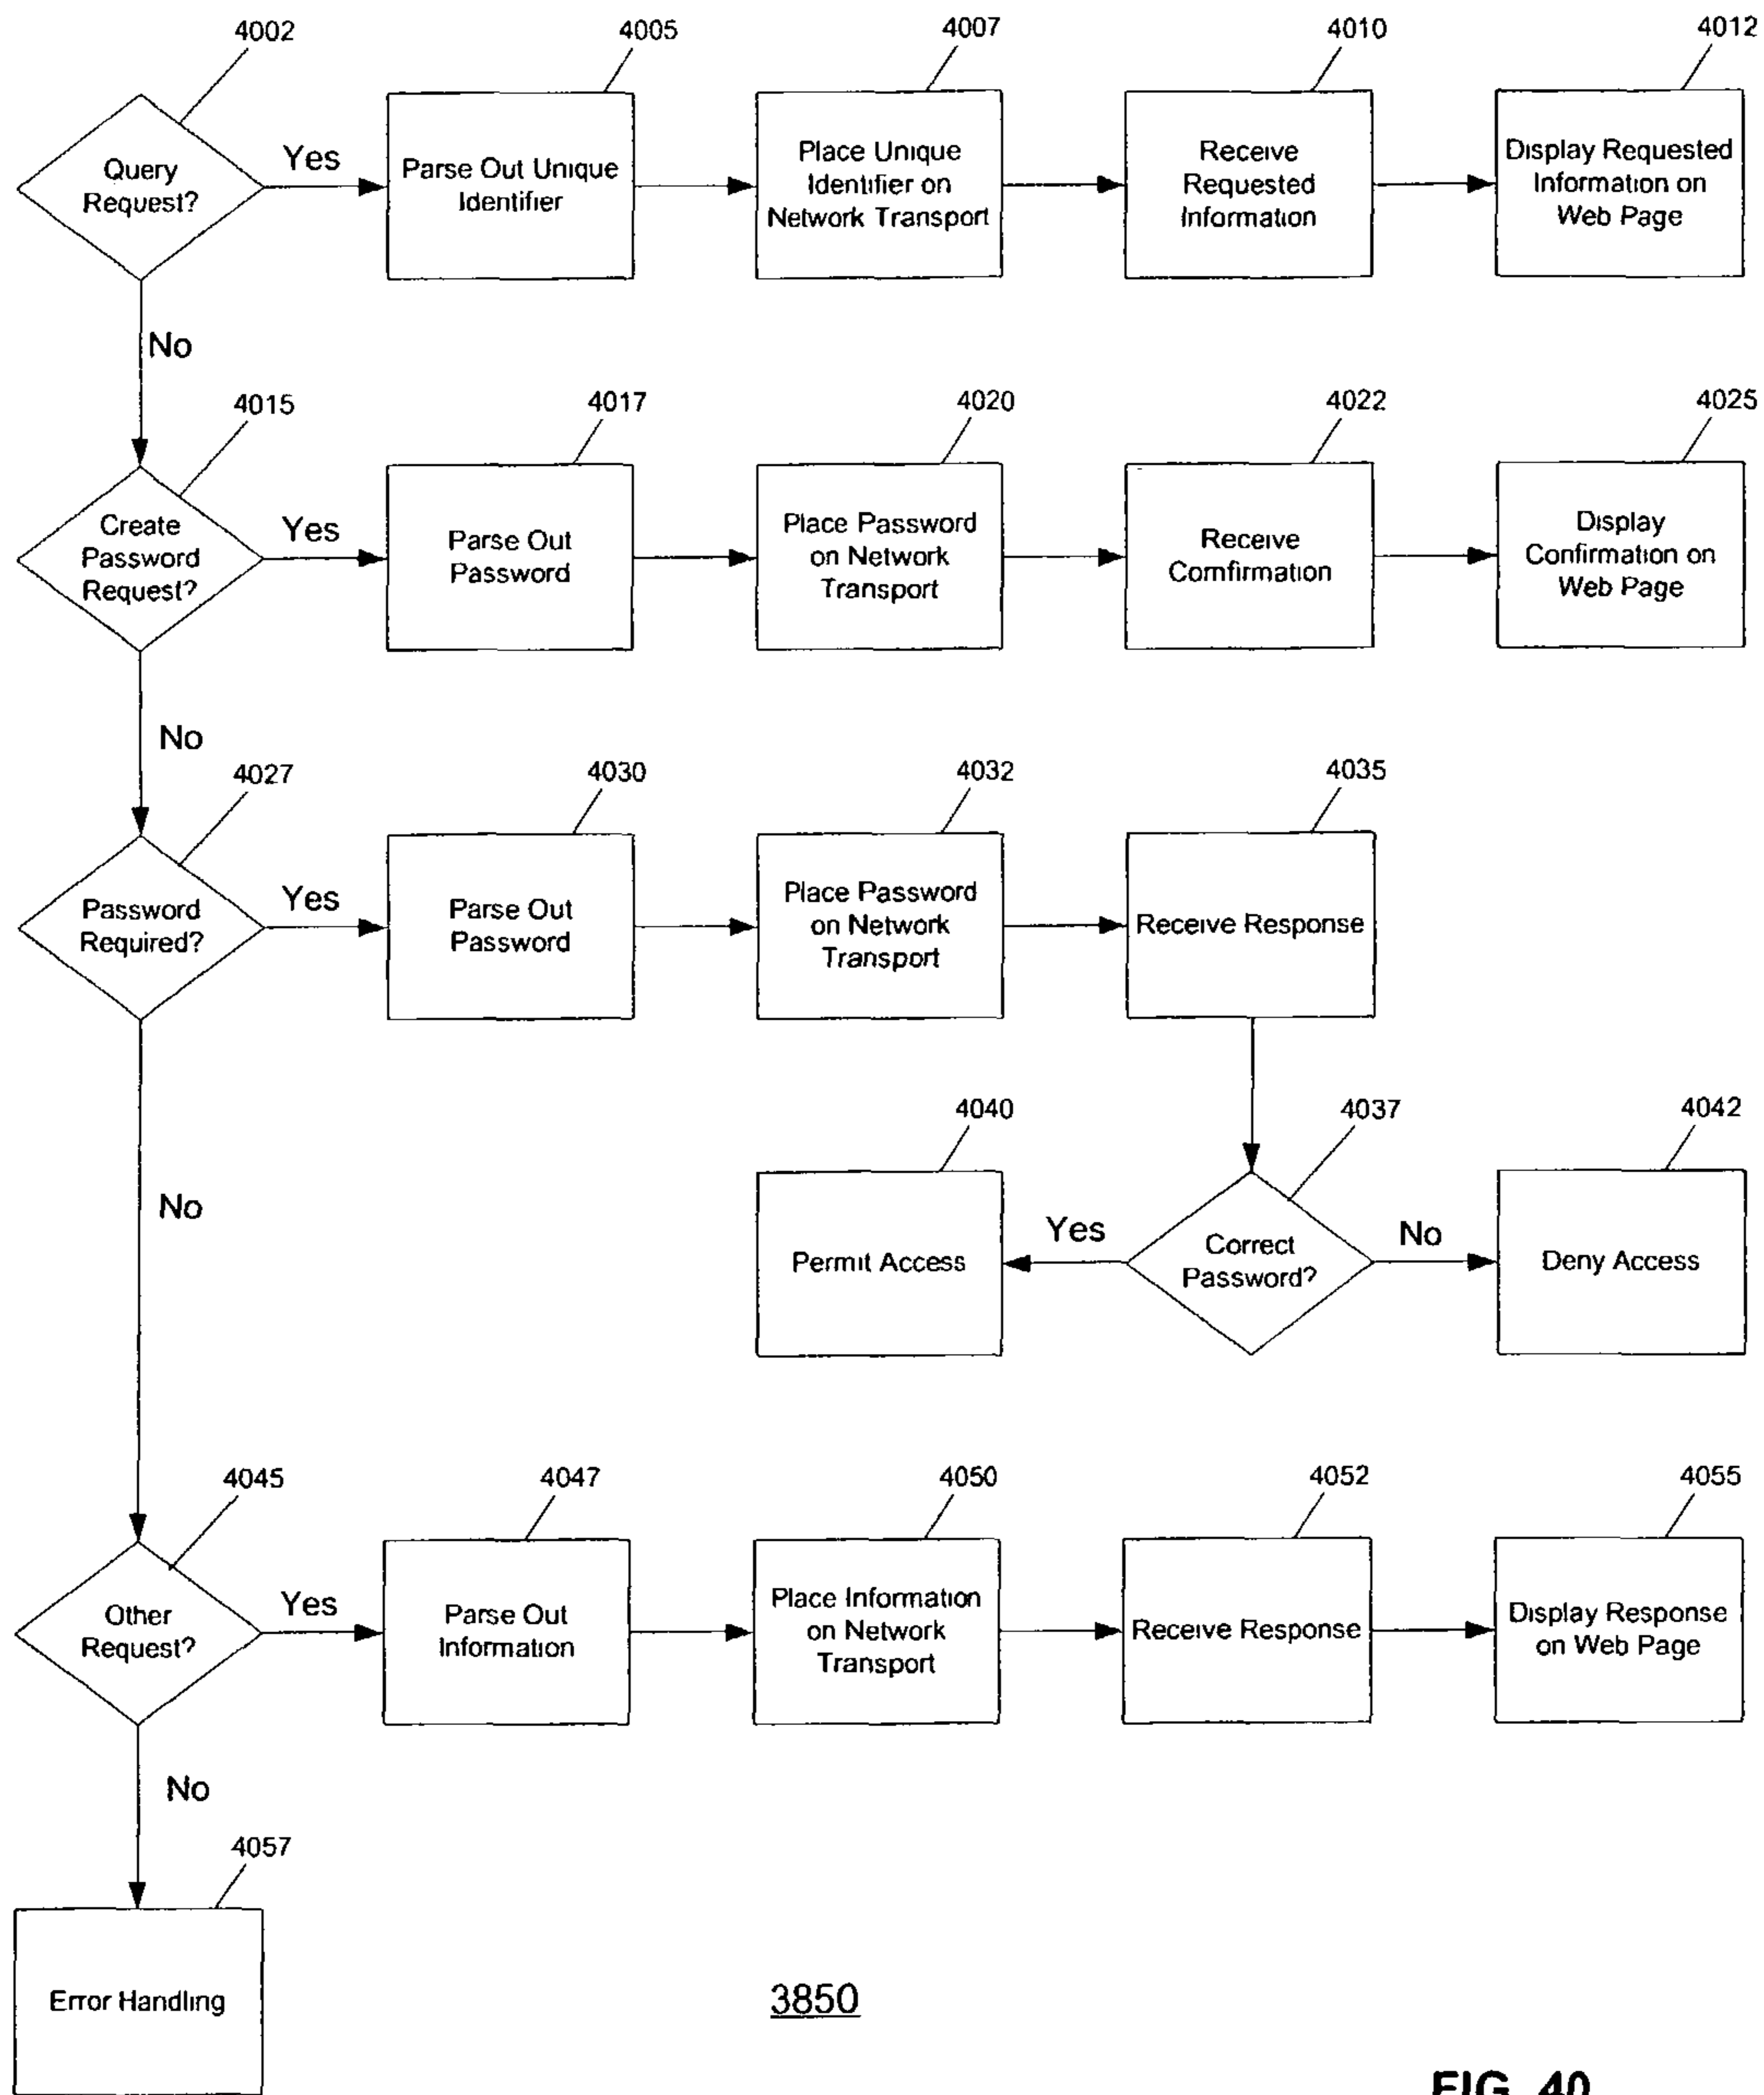 4002
4005
4007
4010
4012
Query
Request?
Yes
Parse Out Unique
Identifier
Place Unique
Identifier on
Network Transport
Receive
Requested
Information
Display Requested
Information on
Web Page
No
4015
4017
4020
4022
4025
Create
Password
Request?
Yes
Parse Out
Password
Place Password
on Network
Transport
Receive
Comfirmation
Display
Confirmation on
Web Page
No
4027
4030
4032
4035
Password
Required?
Yes
Parse Out
Password
Place Password
on Network
Transport
Receive Response
No
4040
4037
4042
Permit Access
Yes
Correct
Password?
No
Deny Access
4045
4047
4050
4052
4055
Other
Request?
Yes
Parse Out
Information
Place Information
on Network
Transport
Receive Response
Display Response
on Web Page
No
4057
Error Handling
3850
FIG. 40